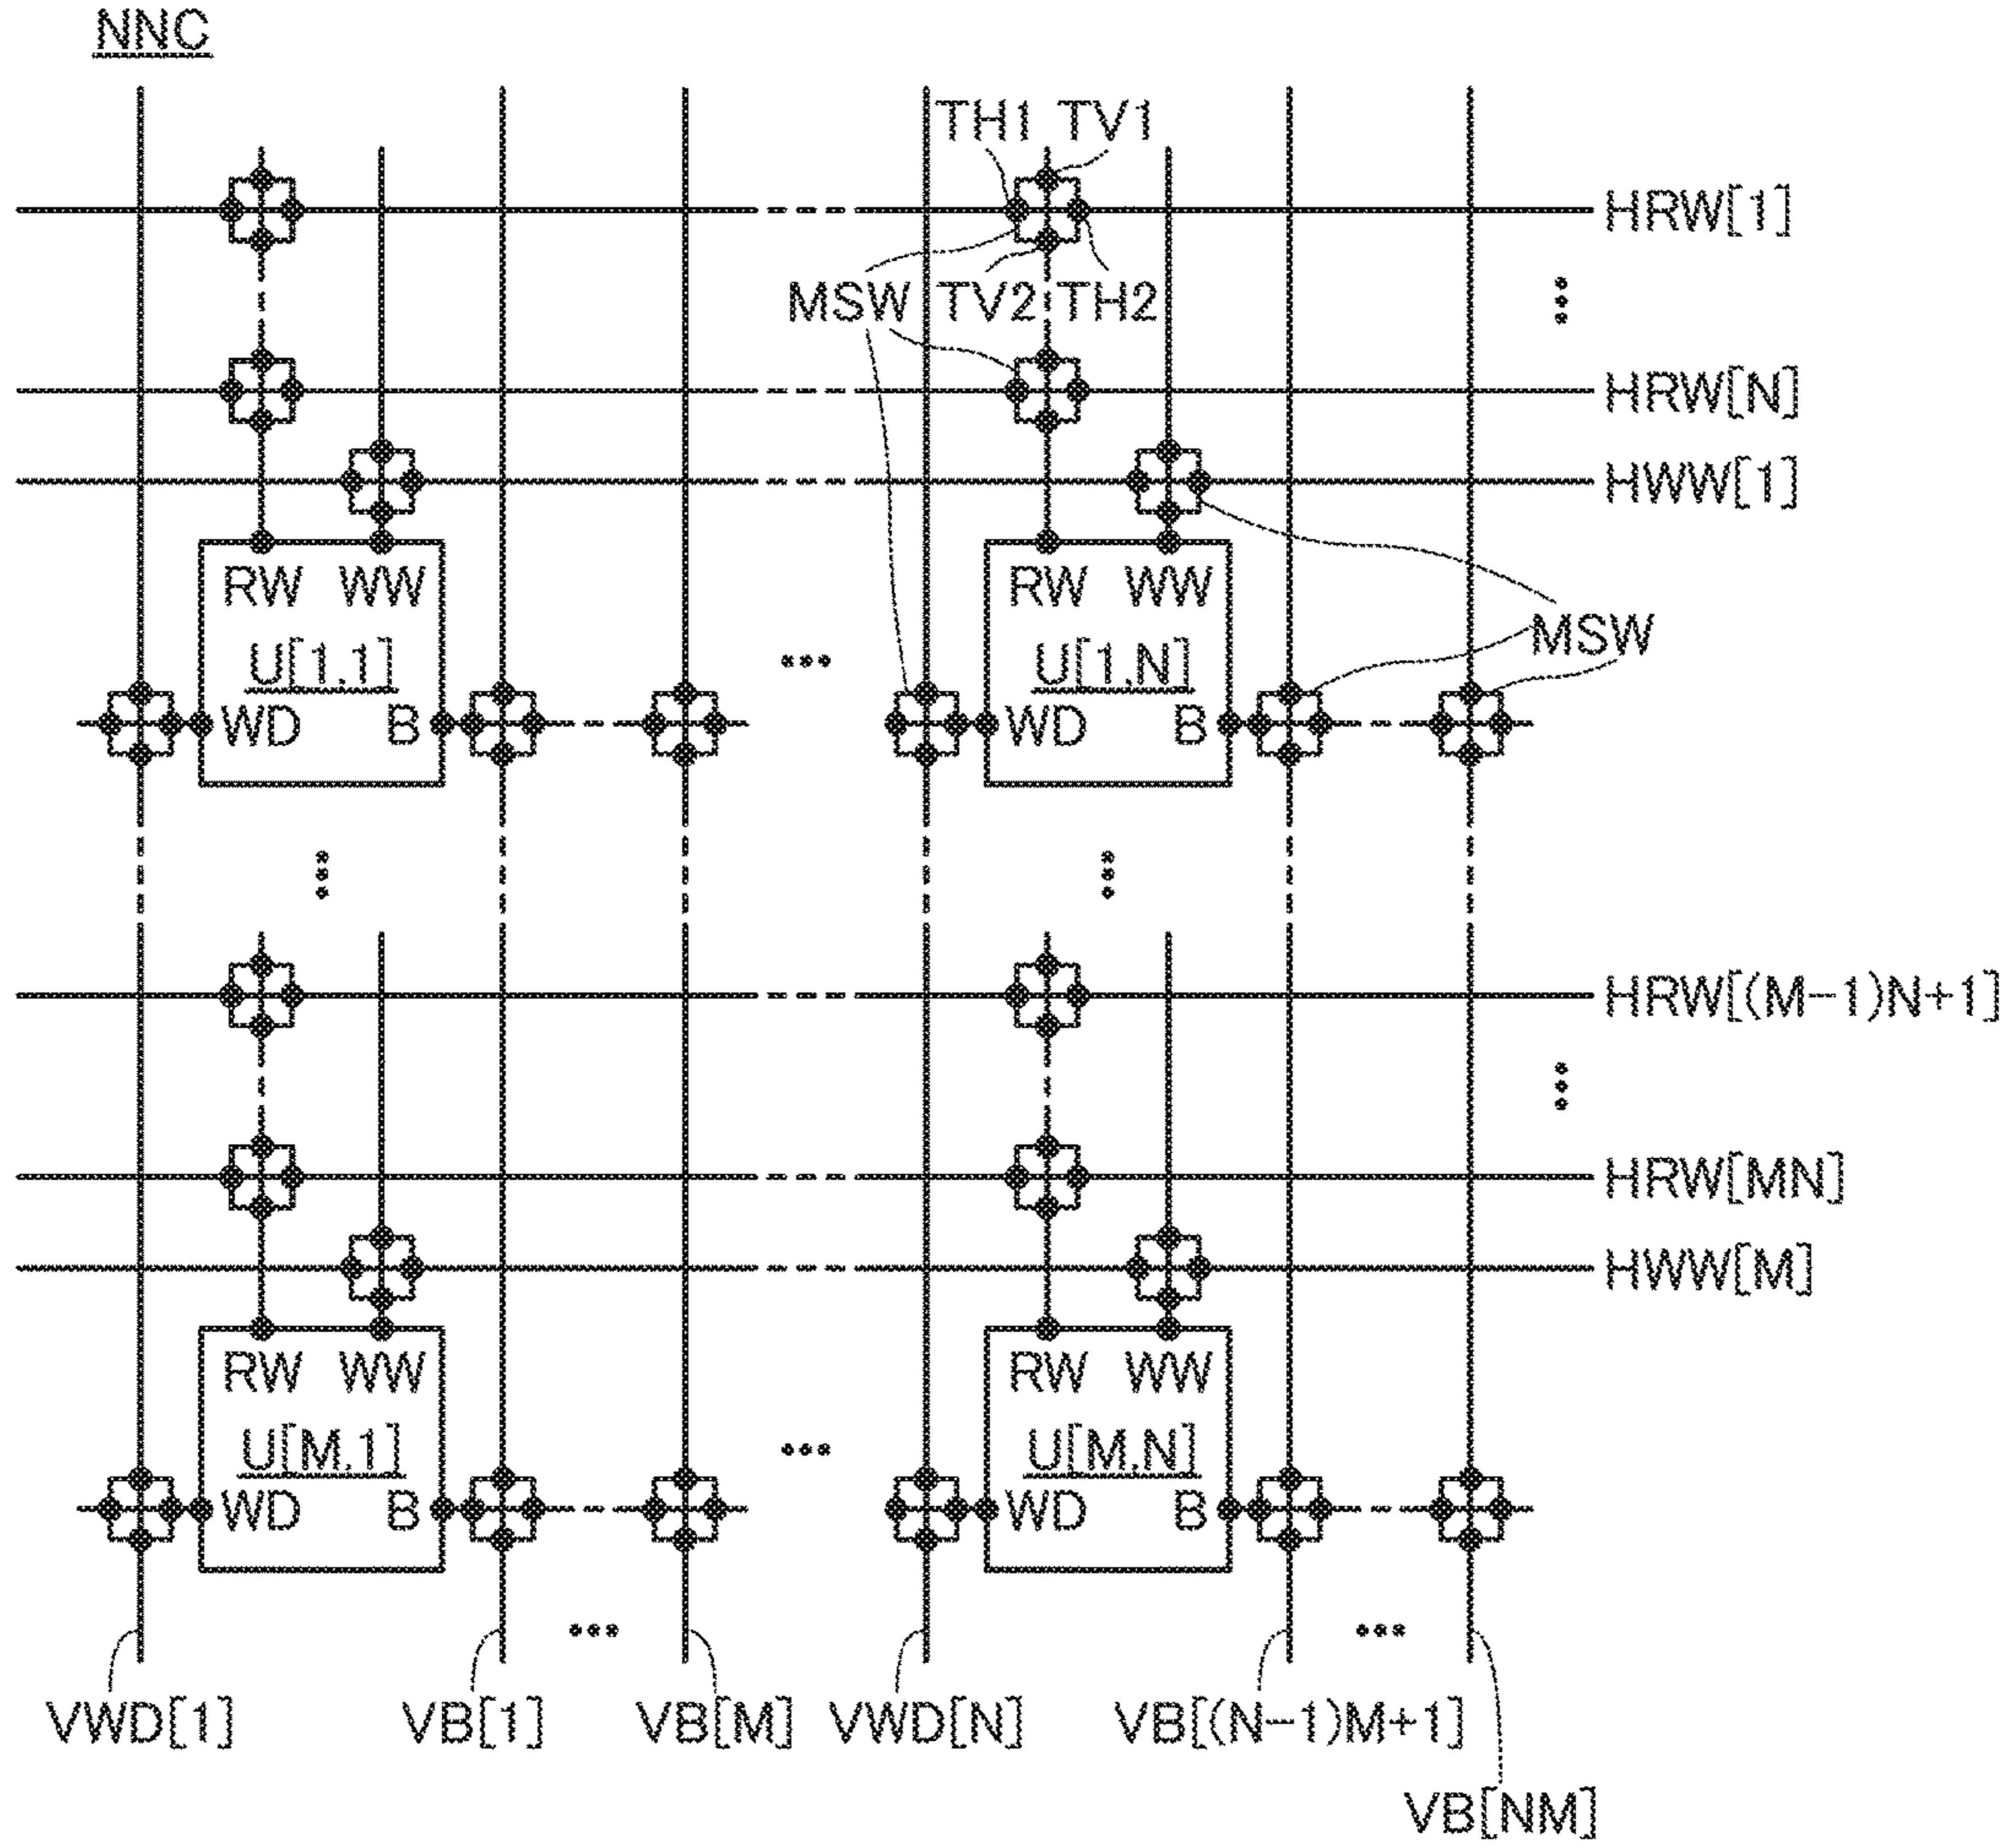 NNC
TH1 TV1
HRW[1]
MSW TV2 TH2
HRW[N]
HWW[1]
RW WW RW WW
U[1,1] U[1,N] MSW
WD B WD B
HRW[(M-1)N+1]
HRW[MN]
HWW[M]
RW WW RW WW
U[M,1] U[M,N]
WD B WD B
VWD[1] VB[1] VB[M] VWD[N] VB[(N-1)M+1]
VB[NM]